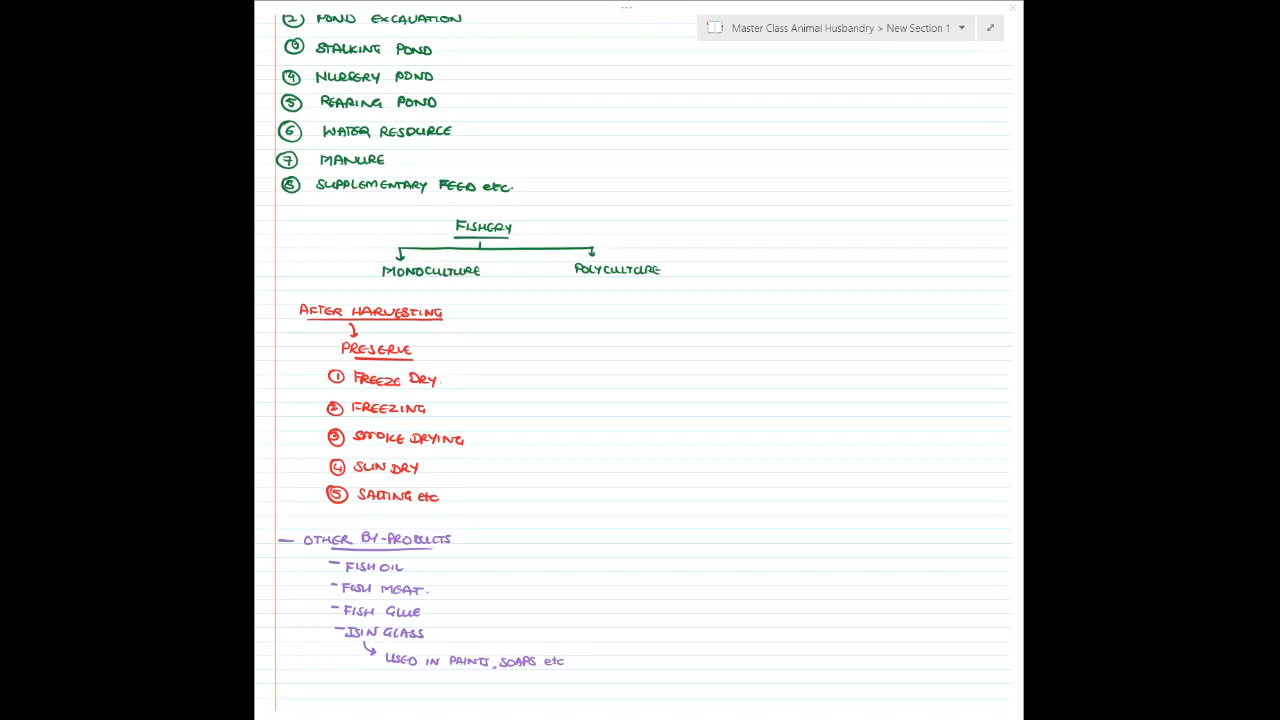 ② POND EXCAVATION
Master Class Animal Husbandry > New Section 1
③ STALKING POND
④ NURSERY POND
⑤ REARING POND
⑥ WATER RESOURCE
⑦ MANURE
⑧ SUPPLEMENTARY FEED etc.
FISHERY
MONOCULTURE POLYCULTURE
AFTER HARVESTING
PRESERVE
① FREEZE DRY.
② FREEZING
③ SMOKE DRYING
④ SUN DRY
⑤ SALTING etc
— OTHER BY-PRODUCTS
- FISH OIL
- FISH MEAT.
- FISH GLUE
- ISIN GLASS
USED IN PAINTS, SOAPS etc